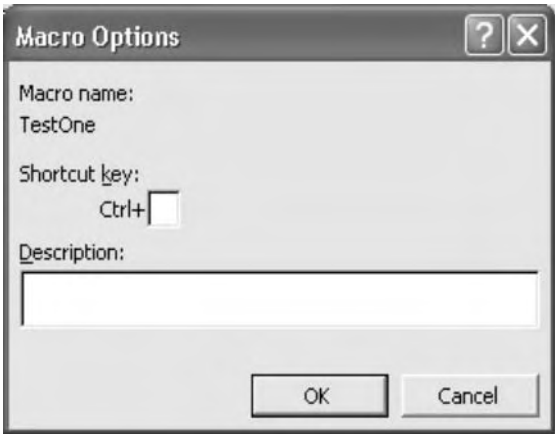 Macro Options
Macro name:
TestOne
Shortcut key:
Ctrl+
Description:
OK
Cancel